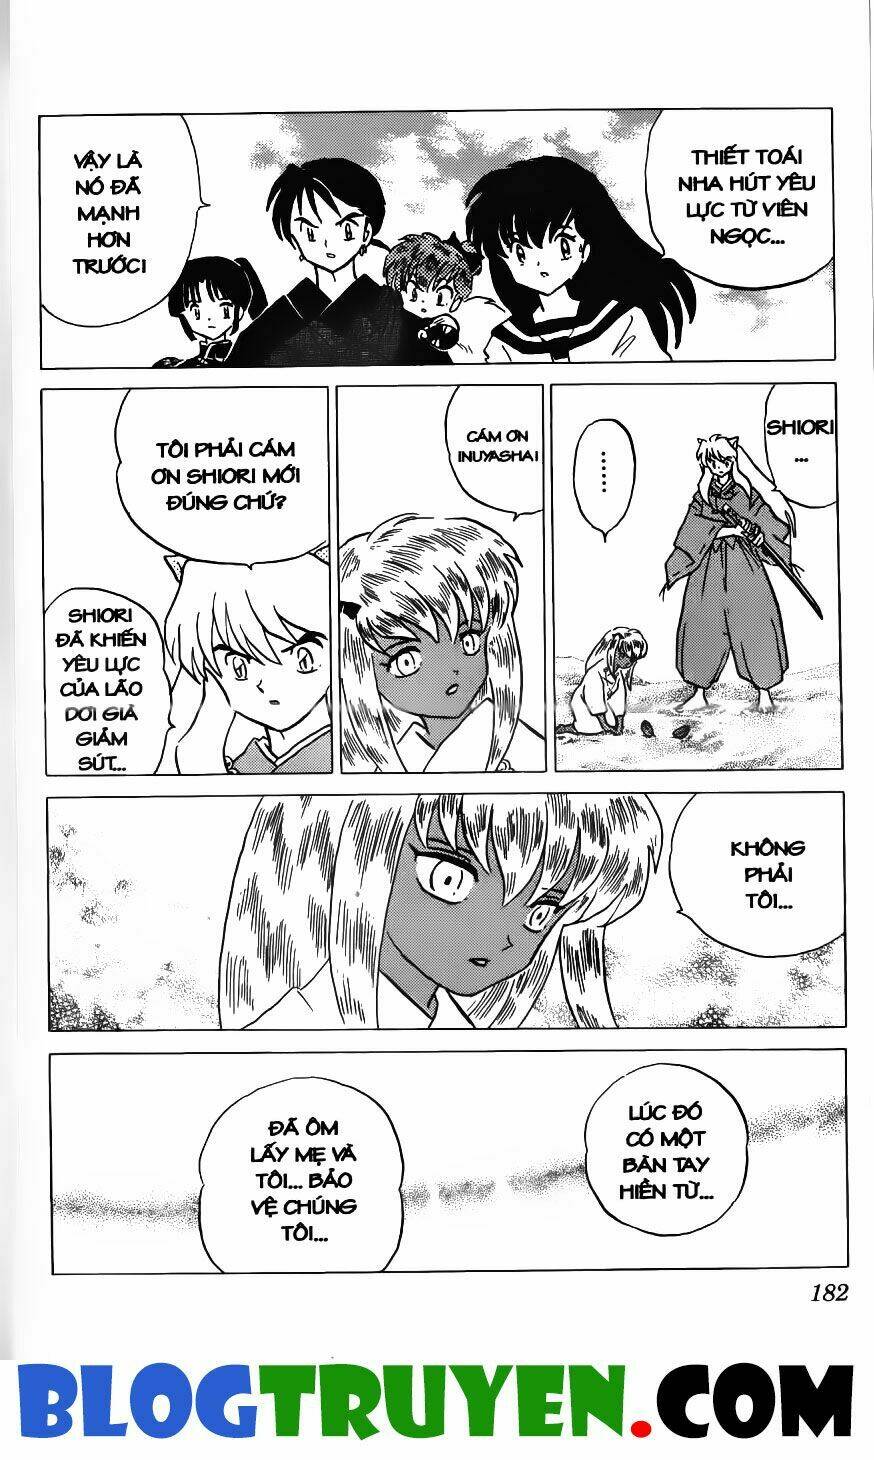 THIẾT TOÁI
NHA HÚT YÊU
LỰC TỪ VIÊN
NGỌC...
VẬY LÀ
NÓ ĐÃ
MẠNH
HƠN
TRƯỚC!
SHIORI
...
......
CÁM ƠN
INUYASHA!
TÔI PHẢI CÁM
ƠN SHIORI MỚI
ĐÚNG CHỨ?
SHIORI
ĐÃ KHIẾN
YÊU LỰC
CỦA LÃO
DƠI GIÀ
GIẢM
SÚT...
KHÔNG
PHẢI
TÔI...
LÚC ĐÓ
CÓ MỘT
BÀN TAY
HIỀN TỪ...
ĐÃ ÔM
LẤY MẸ VÀ
TÔI... BẢO
VỆ CHÚNG
TÔI...
182
BLOGTRUYEN.COM